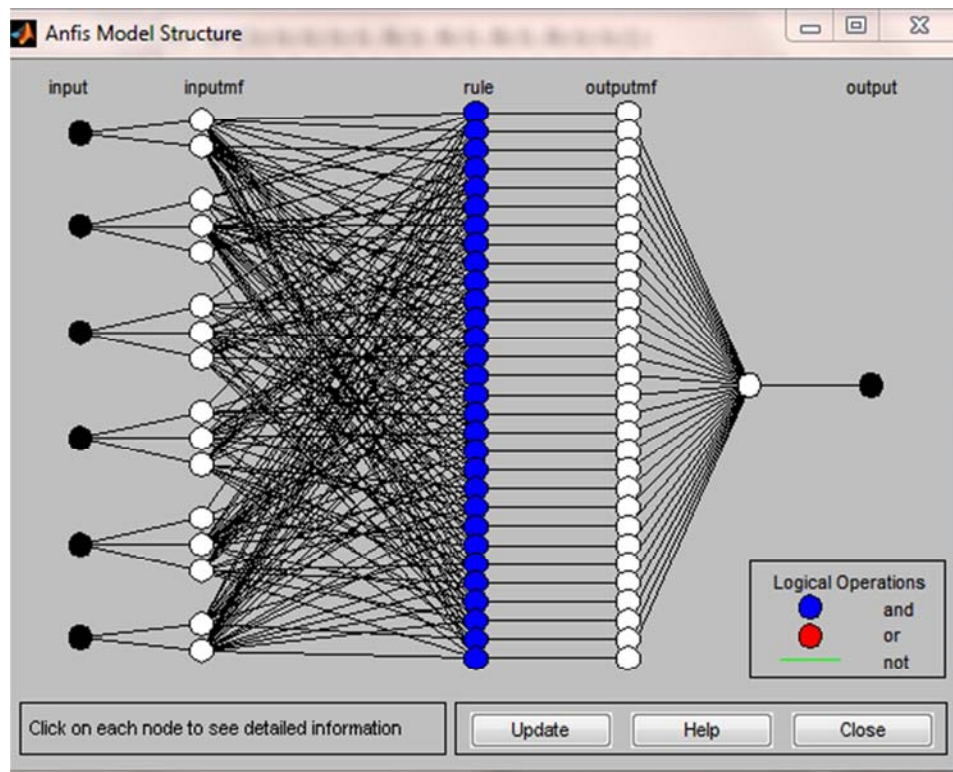 Anfis Model Structure
input inputmf rule outputmf output
Logical Operations
and
or
not
Click on each node to see detailed information
Update Help Close